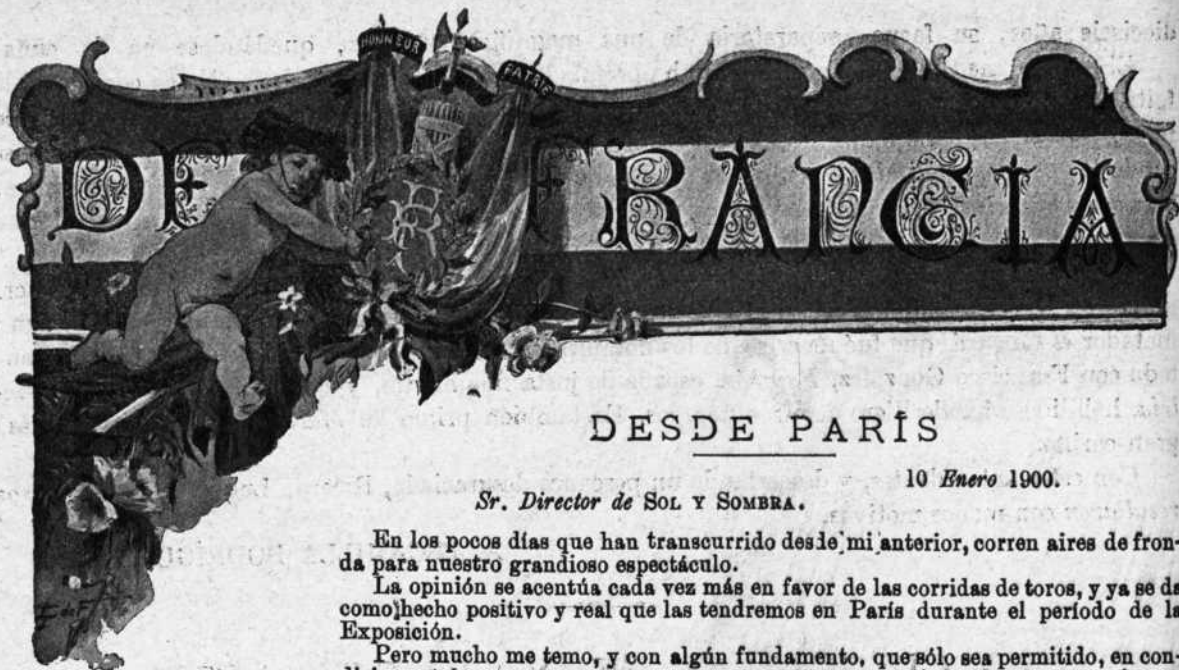 HONNEUR
PATRIE
DE FRANCIA
RF
DESDE PARÍS
10 Enero 1900.
Sr. Director de SOL Y SOMBRA.
En los pocos días que han transcurrido desde mi anterior, corren aires de fron-
da para nuestro grandioso espectáculo.
La opinión se acentúa cada vez más en favor de las corridas de toros, y ya se da
como hecho positivo y real que las tendremos en París durante el período de la
Exposición.
Pero mucho me temo, y con algún fundamento, que sólo sea permitido, en con-